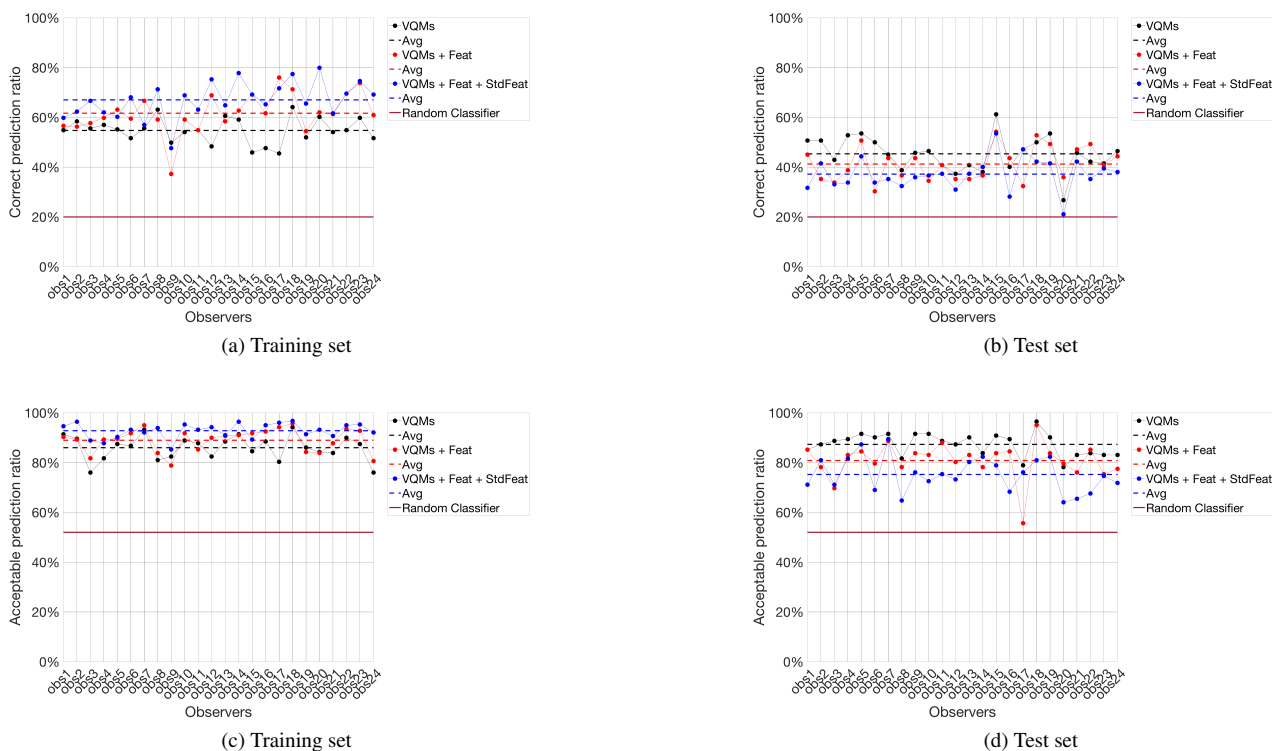 100%
80%
60%
40%
20%
0%
Correct prediction ratio
obs1 obs2 obs3 obs4 obs5 obs6 obs7 obs8 obs9 obs10 obs11 obs12 obs13 obs14 obs15 obs16 obs17 obs18 obs19 obs20 obs21 obs22 obs23 obs24
Observers
VQMs
Avg
VQMs + Feat
Avg
VQMs + Feat + StdFeat
Avg
Random Classifier
(a) Training set
100%
80%
60%
40%
20%
0%
Correct prediction ratio
obs1 obs2 obs3 obs4 obs5 obs6 obs7 obs8 obs9 obs10 obs11 obs12 obs13 obs14 obs15 obs16 obs17 obs18 obs19 obs20 obs21 obs22 obs23 obs24
Observers
VQMs
Avg
VQMs + Feat
Avg
VQMs + Feat + StdFeat
Avg
Random Classifier
(b) Test set
100%
80%
60%
40%
20%
0%
Acceptable prediction ratio
obs1 obs2 obs3 obs4 obs5 obs6 obs7 obs8 obs9 obs10 obs11 obs12 obs13 obs14 obs15 obs16 obs17 obs18 obs19 obs20 obs21 obs22 obs23 obs24
Observers
VQMs
Avg
VQMs + Feat
Avg
VQMs + Feat + StdFeat
Avg
Random Classifier
(c) Training set
100%
80%
60%
40%
20%
0%
Acceptable prediction ratio
obs1 obs2 obs3 obs4 obs5 obs6 obs7 obs8 obs9 obs10 obs11 obs12 obs13 obs14 obs15 obs16 obs17 obs18 obs19 obs20 obs21 obs22 obs23 obs24
Observers
VQMs
Avg
VQMs + Feat
Avg
VQMs + Feat + StdFeat
Avg
Random Classifier
(d) Test set